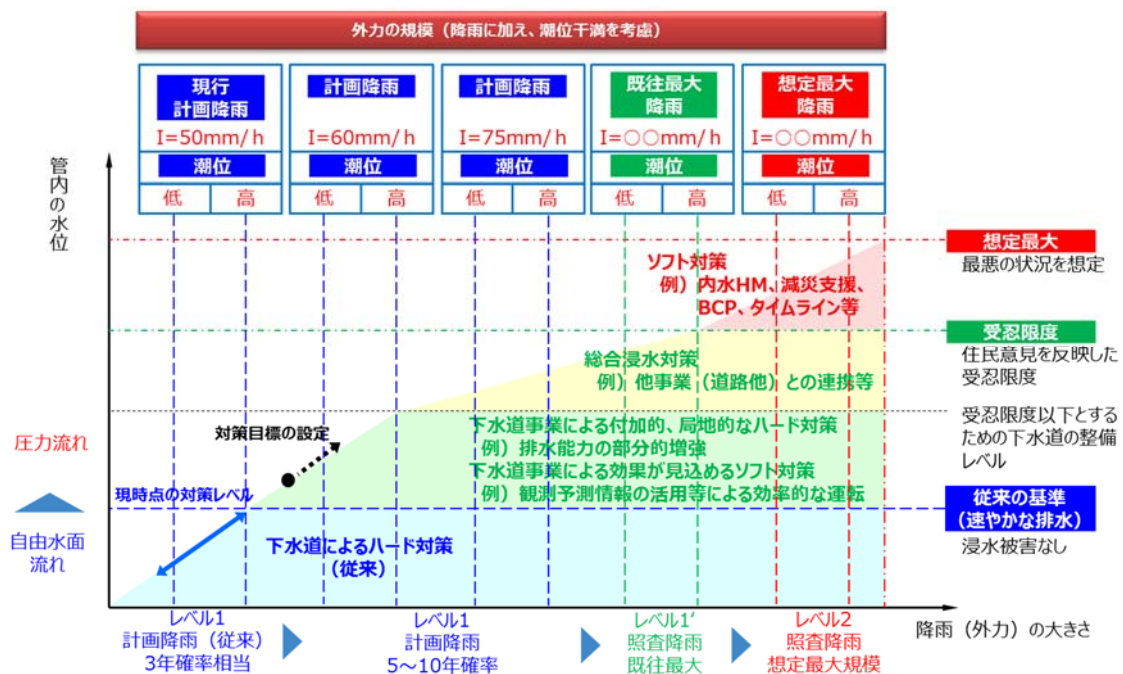 外力の規模（降雨に加え、潮位干満を考慮）
現行
計画降雨
I=50mm/h
潮位
低
高
計画降雨
I=60mm/h
潮位
低
高
計画降雨
I=75mm/h
潮位
低
高
既往最大
降雨
I=○○mm/h
潮位
低
高
想定最大
降雨
I=○○mm/h
潮位
低
高
管内の水位
想定最大
最悪の状況を想定
ソフト対策
例）内水HM、減災支援、
BCP、タイムライン等
受忍限度
住民意見を反映した
受忍限度
総合浸水対策
例）他事業（道路他）との連携等
受忍限度以下とする
ための下水道の整備
レベル
圧力流れ
対策目標の設定
下水道事業による付加的、局地的なハード対策
例）排水能力の部分的増強
下水道事業による効果が見込めるソフト対策
例）観測予測情報の活用等による効率的な運転
現時点の対策レベル
従来の基準
（速やかな排水）
浸水被害なし
自由水面
流れ
下水道によるハード対策
（従来）
レベル1
計画降雨（従来）
3年確率相当
レベル1
計画降雨
5～10年確率
レベル1‘
照査降雨
既往最大
レベル2
照査降雨
想定最大規模
降雨（外力）の大きさ